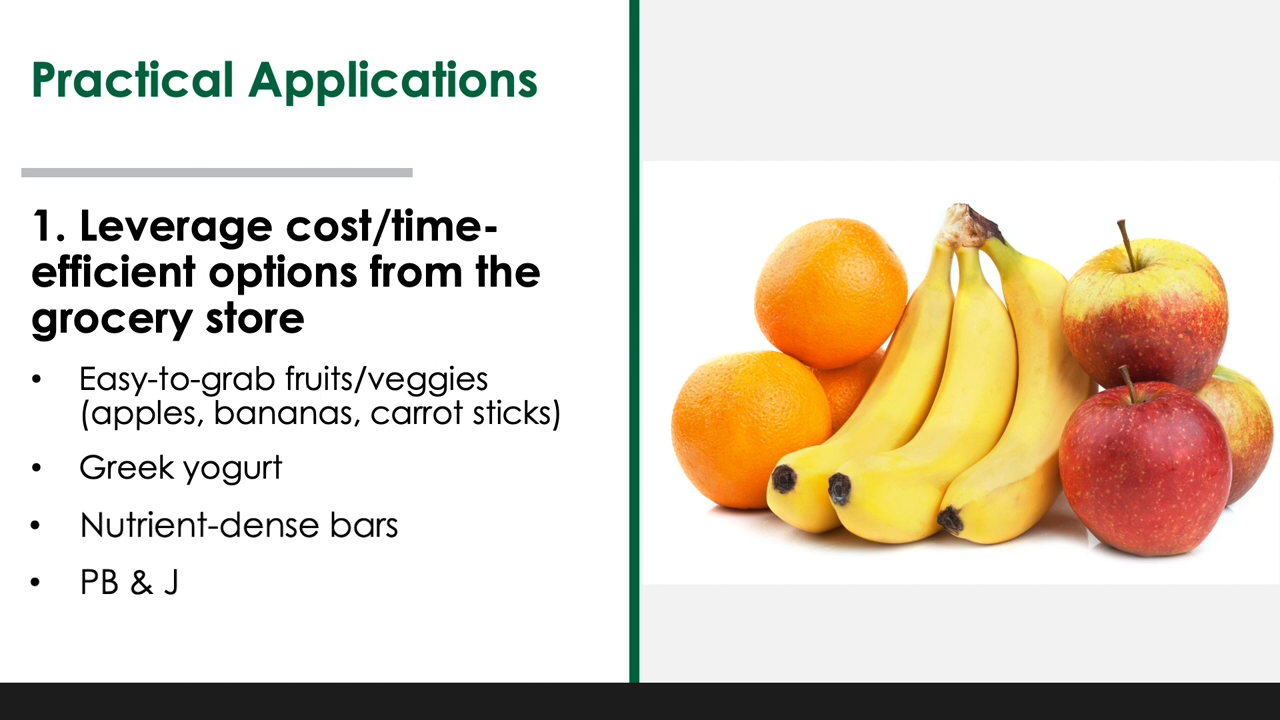 Practical Applications
1. Leverage cost/time-
efficient options from the
grocery store
• Easy-to-grab fruits/veggies
(apples, bananas, carrot sticks)
• Greek yogurt
• Nutrient-dense bars
• PB & J